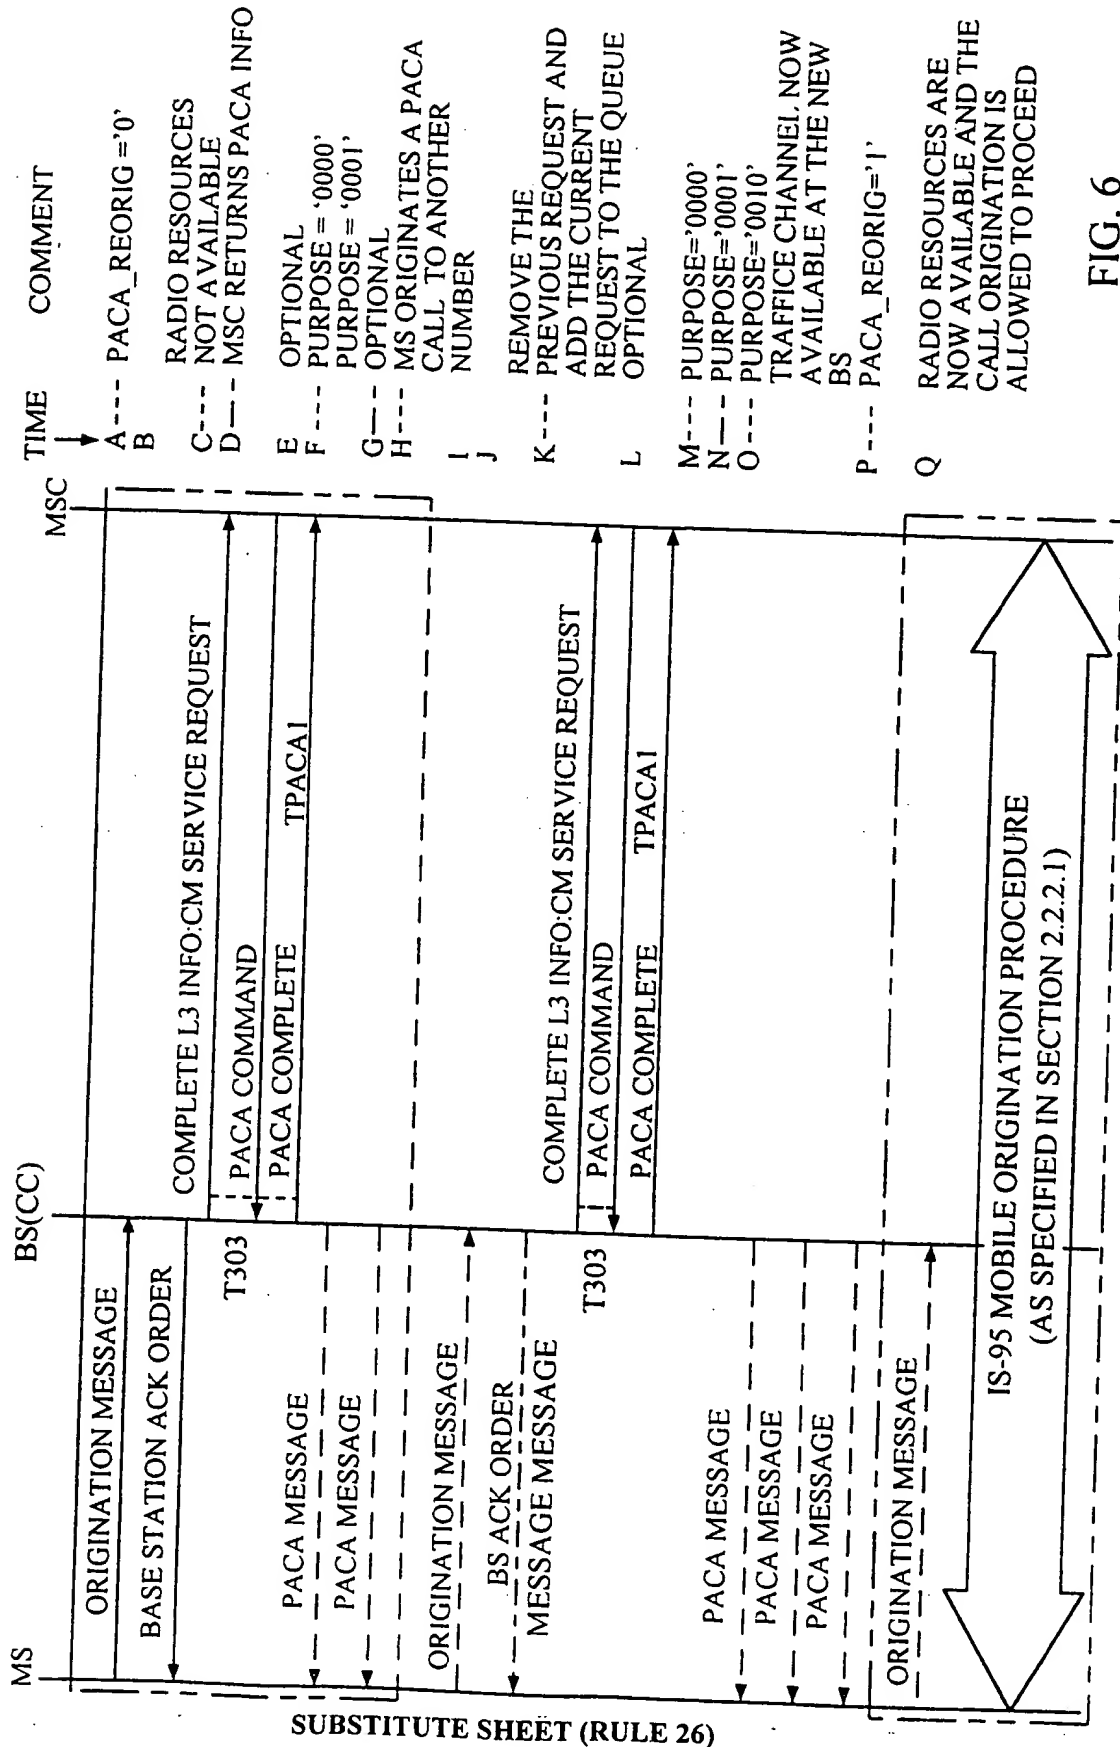 MS
BS(CC)
MSC
TIME
COMMENT
ORIGINATION MESSAGE
A---- PACA_REORIG ='0'
BASE STATION ACK ORDER
B
COMPLETE L3 INFO:CM SERVICE REQUEST
RADIO RESOURCES
C---- NOT AVAILABLE
T303
PACA COMMAND
D—-- MSC RETURNS PACA INFO
PACA COMPLETE
TPACA1
E OPTIONAL
PACA MESSAGE
F ---- PURPOSE = '0000'
PURPOSE = '0001'
PACA MESSAGE
G—-- OPTIONAL
H---- MS ORIGINATES A PACA
CALL TO ANOTHER
NUMBER
ORIGINATION MESSAGE
I
BS ACK ORDER
J
MESSAGE MESSAGE
COMPLETE L3 INFO:CM SERVICE REQUEST
REMOVE THE
K---- PREVIOUS REQUEST AND
ADD THE CURRENT
REQUEST TO THE QUEUE
T303
PACA COMMAND
PACA COMPLETE
TPACA1
L OPTIONAL
PACA MESSAGE
M--- PURPOSE='0000'
PACA MESSAGE
N—-- PURPOSE='0001'
PACA MESSAGE
O---- PURPOSE='0010'
TRAFFICE CHANNEL NOW
AVAILABLE AT THE NEW
BS
ORIGINATION MESSAGE
P---- PACA_REORIG='1'
IS-95 MOBILE ORIGINATION PROCEDURE
(AS SPECIFIED IN SECTION 2.2.2.1)
Q RADIO RESOURCES ARE
NOW AVAILABLE AND THE
CALL ORIGINATION IS
ALLOWED TO PROCEED
FIG. 6
SUBSTITUTE SHEET (RULE 26)